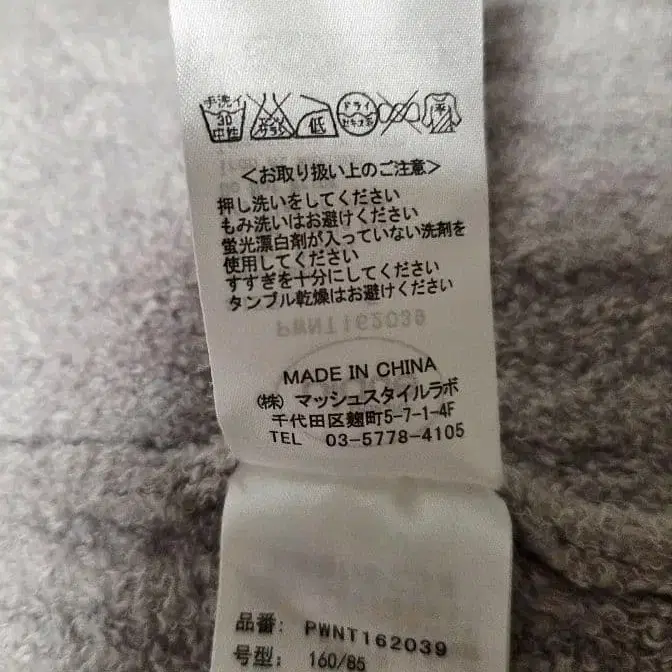 手洗イ
30
中性
エンソ
サラシ
低
ドライ
セキユ系
平
<お取り扱い上のご注意>
押し洗いをしてください
もみ洗いはお避けください
蛍光漂白剤が入っていない洗剤を
使用してください
すすぎを十分にしてください
タンブル乾燥はお避けください
PWNT162039
MADE IN CHINA
(株) マッシュスタイルラボ
千代田区麹町5-7-1-4F
TEL 03-5778-4105
品番: PWNT162039
号型: 160/85